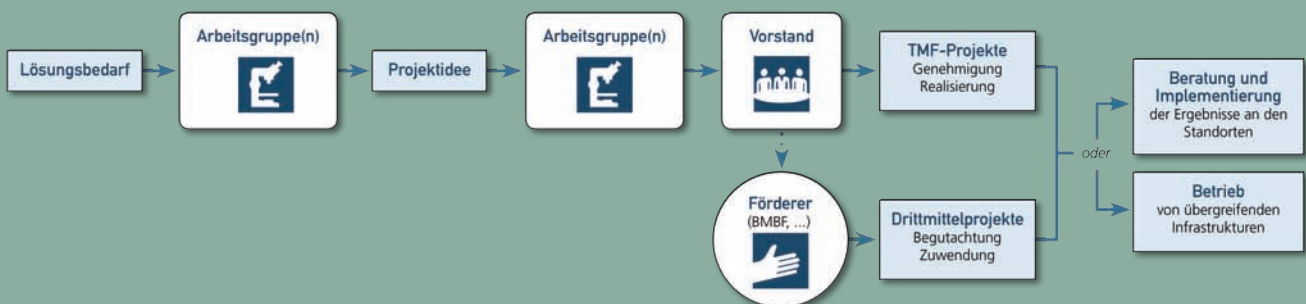 Lösungsbedarf
Arbeitsgruppe(n)
Projektidee
Arbeitsgruppe(n)
Vorstand
TMF-Projekte
Genehmigung
Realisierung
Förderer
(BMBF, ...)
Drittmittelprojekte
Begutachtung
Zuwendung
oder
Beratung und
Implementierung
der Ergebnisse an den
Standorten
Betrieb
von übergreifenden
Infrastrukturen